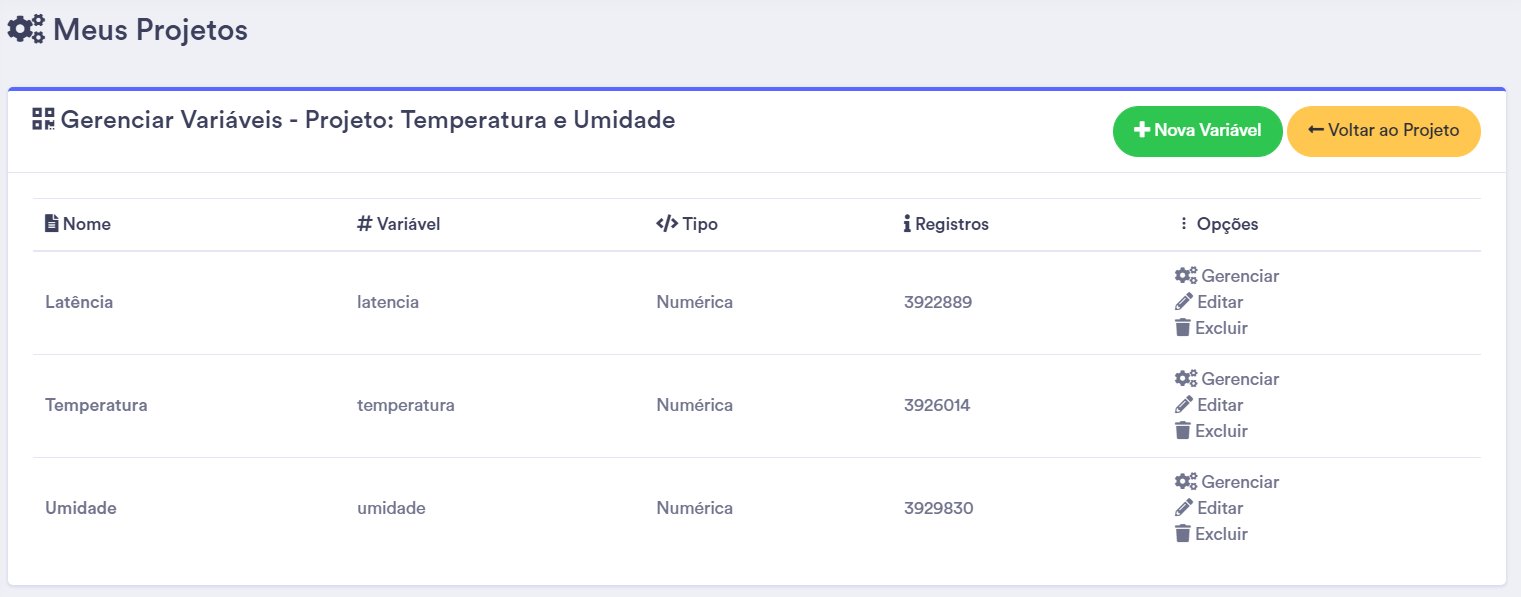 Meus Projetos
Gerenciar Variáveis - Projeto: Temperatura e Umidade
Nova Variável
Voltar ao Projeto
Nome # Variável </> Tipo Registros Opções
Latência latencia Numérica 3922889
Gerenciar
Editar
Excluir
Temperatura temperatura Numérica 3926014
Gerenciar
Editar
Excluir
Umidade umidade Numérica 3929830
Gerenciar
Editar
Excluir